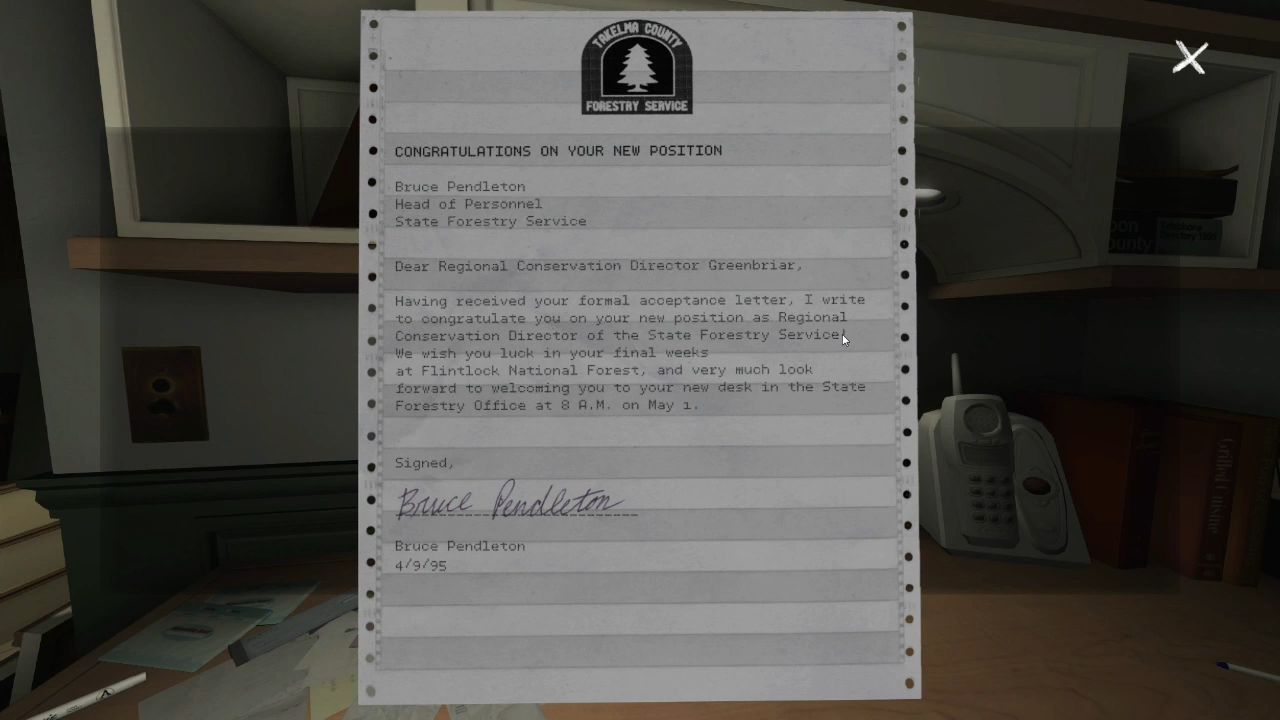 TAKELMA COUNTY
FORESTRY SERVICE
CONGRATULATIONS ON YOUR NEW POSITION
Bruce Pendleton
Head of Personnel
State Forestry Service
Dear Regional Conservation Director Greenbriar,
Having received your formal acceptance letter, I write
to congratulate you on your new position as Regional
Conservation Director of the State Forestry Service!
We wish you luck in your final weeks
at Flintlock National Forest, and very much look
forward to welcoming you to your new desk in the State
Forestry Office at 8 A.M. on May 1.
Signed,
Bruce Pendleton
Bruce Pendleton
4/9/95